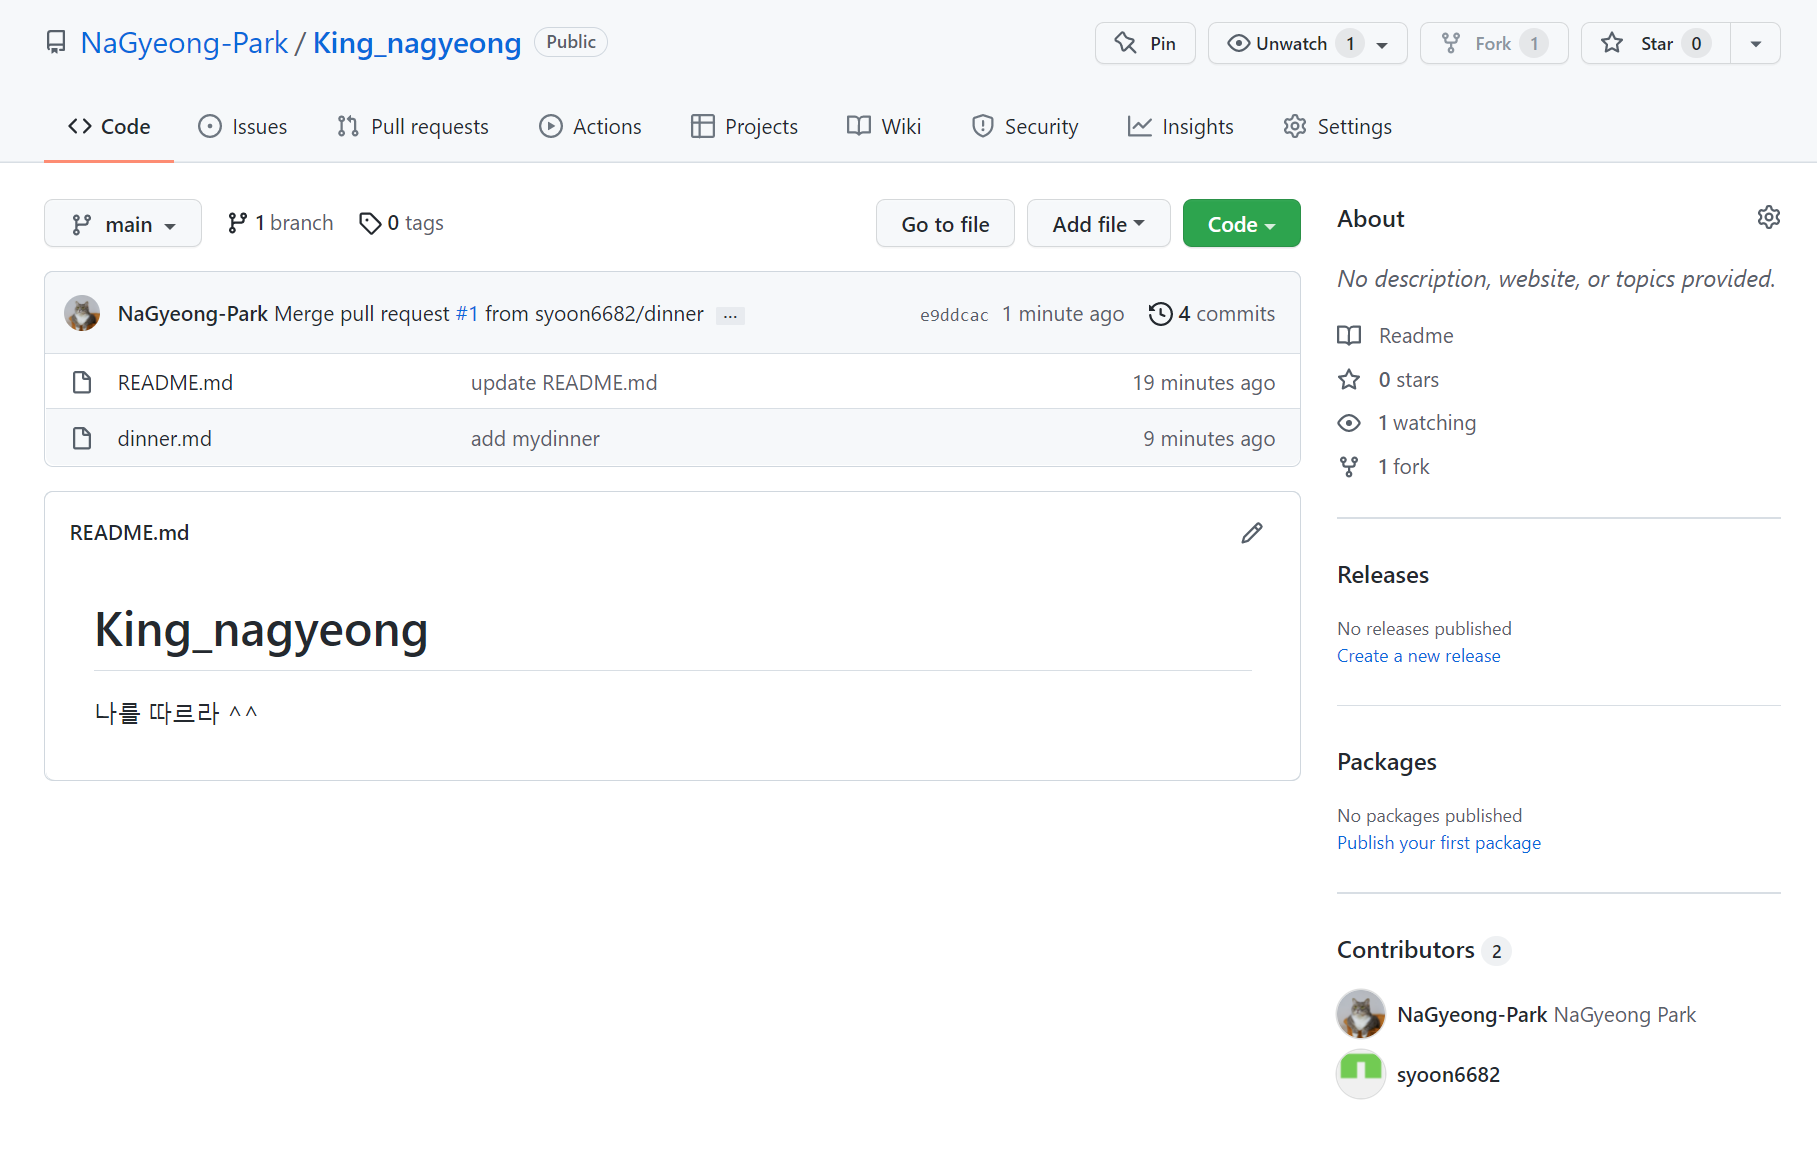 NaGyeong-Park / King_nagyeong Public
Pin Unwatch 1 Fork 1 Star 0
Code Issues Pull requests Actions Projects Wiki Security Insights Settings
main 1 branch 0 tags Go to file Add file Code
NaGyeong-Park Merge pull request #1 from syoon6682/dinner ... e9ddcac 1 minute ago 4 commits
README.md update README.md 19 minutes ago
dinner.md add mydinner 9 minutes ago
README.md
King_nagyeong
나를 따르라 ^^
About
No description, website, or topics provided.
Readme
0 stars
1 watching
1 fork
Releases
No releases published
Create a new release
Packages
No packages published
Publish your first package
Contributors 2
NaGyeong-Park NaGyeong Park
syoon6682